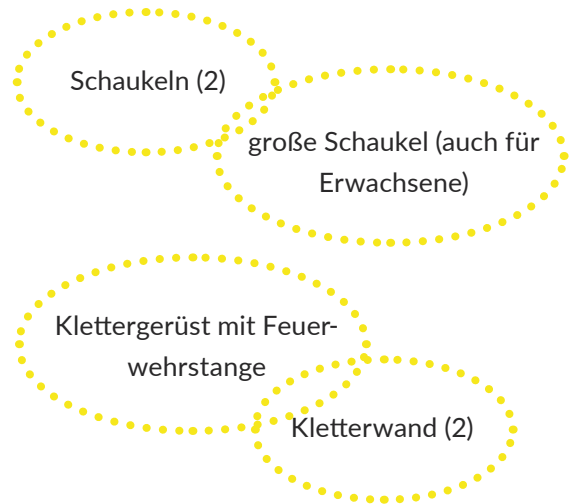 Schaukeln (2)
große Schaukel (auch für
Erwachsene)
Klettergerüst mit Feuer-
wehrstange
Kletterwand (2)